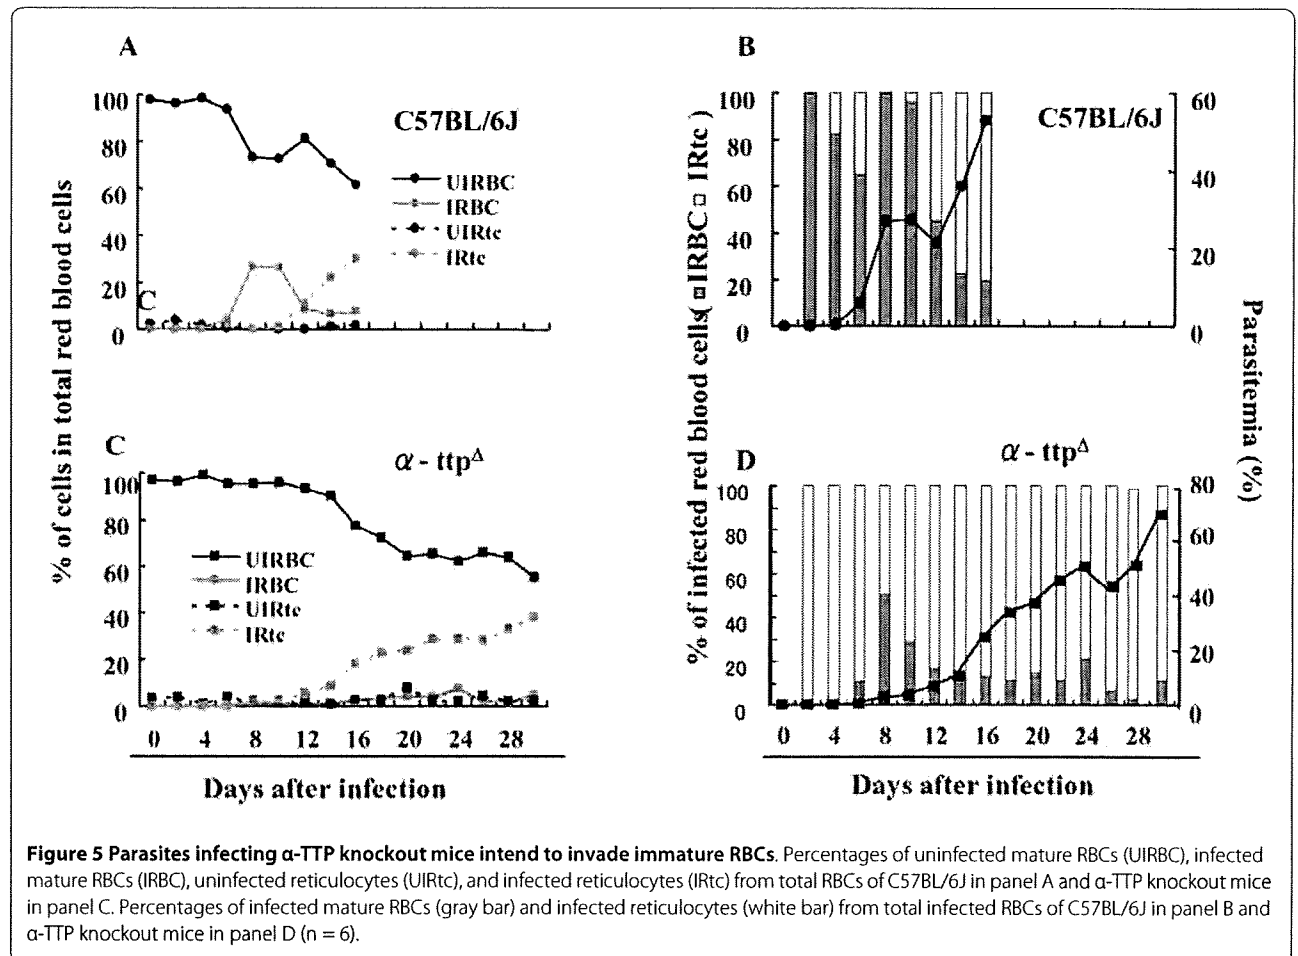 A
100
80
60
40
20
0
C
C57BL/6J
UIRBC
IRBC
UIRtc
IRtc
% of cells in total red blood cells
B
100
80
60
40
20
0
C57BL/6J
60
40
20
0
% of infected red blood cells( IRBC IRtc )
Parasitemia (%)
C
α - ttpΔ
100
80
60
40
20
0
UIRBC
IRBC
UIRtc
IRtc
0 4 8 12 16 20 24 28
Days after infection
D
α - ttpΔ
100
80
60
40
20
0
80
60
40
20
0
0 4 8 12 16 20 24 28
Days after infection
Figure 5 Parasites infecting α-TTP knockout mice intend to invade immature RBCs. Percentages of uninfected mature RBCs (UIRBC), infected
mature RBCs (IRBC), uninfected reticulocytes (UIRtc), and infected reticulocytes (IRtc) from total RBCs of C57BL/6J in panel A and α-TTP knockout mice
in panel C. Percentages of infected mature RBCs (gray bar) and infected reticulocytes (white bar) from total infected RBCs of C57BL/6J in panel B and
α-TTP knockout mice in panel D (n = 6).